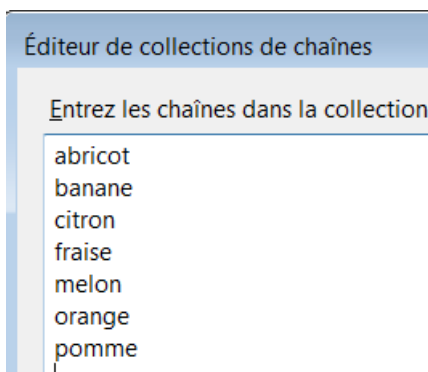 Éditeur de collections de chaînes
Entrez les chaînes dans la collection
abricot
banane
citron
fraise
melon
orange
pomme